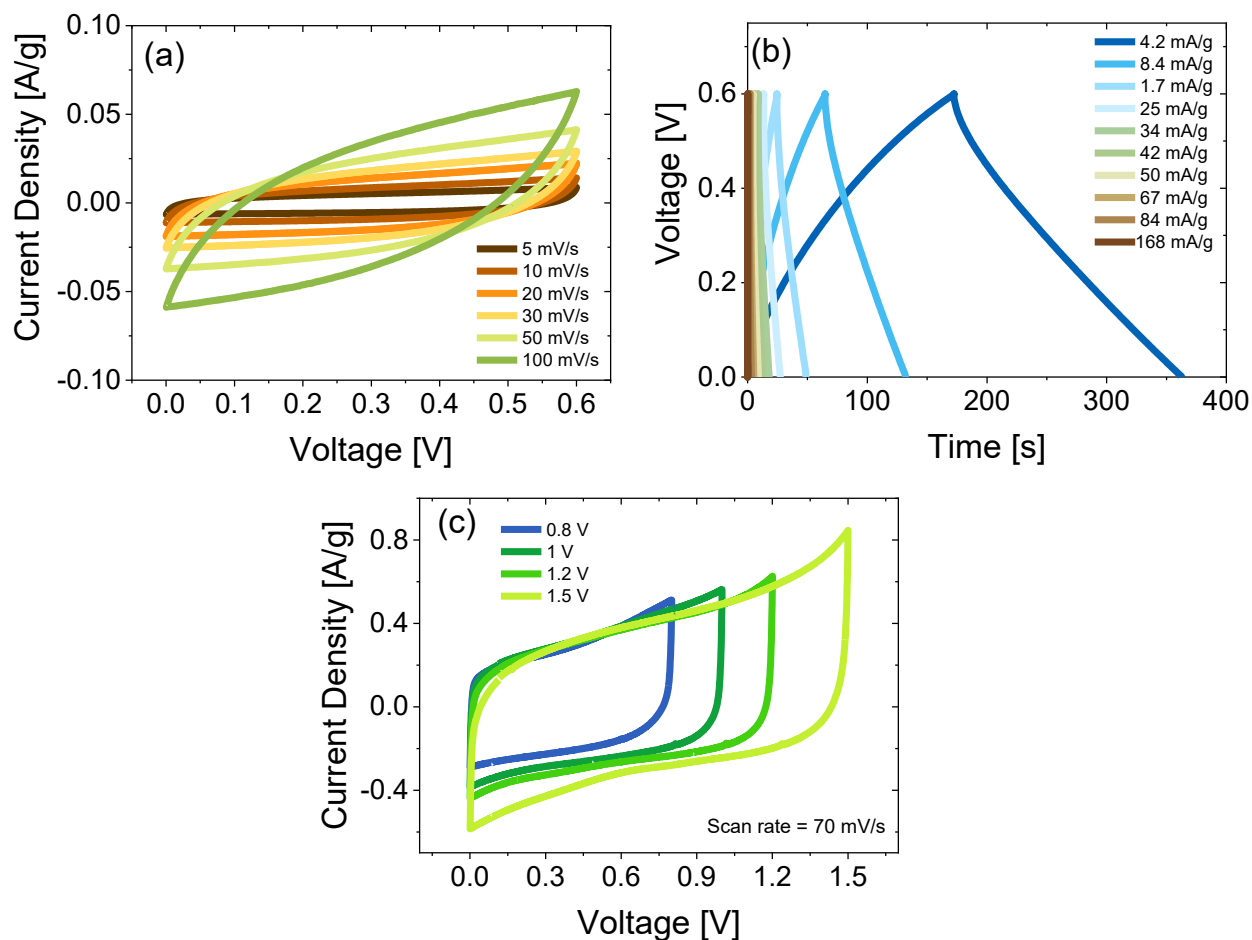 (a)
0.10
0.05
0.00
-0.05
-0.10
Current Density [A/g]
0.0 0.1 0.2 0.3 0.4 0.5 0.6
Voltage [V]
5 mV/s
10 mV/s
20 mV/s
30 mV/s
50 mV/s
100 mV/s
(b)
0.6
0.4
0.2
0.0
Voltage [V]
0 100 200 300 400
Time [s]
4.2 mA/g
8.4 mA/g
1.7 mA/g
25 mA/g
34 mA/g
42 mA/g
50 mA/g
67 mA/g
84 mA/g
168 mA/g
(c)
0.8
0.4
0.0
-0.4
Current Density [A/g]
0.8 V
1 V
1.2 V
1.5 V
Scan rate = 70 mV/s
0.0 0.3 0.6 0.9 1.2 1.5
Voltage [V]